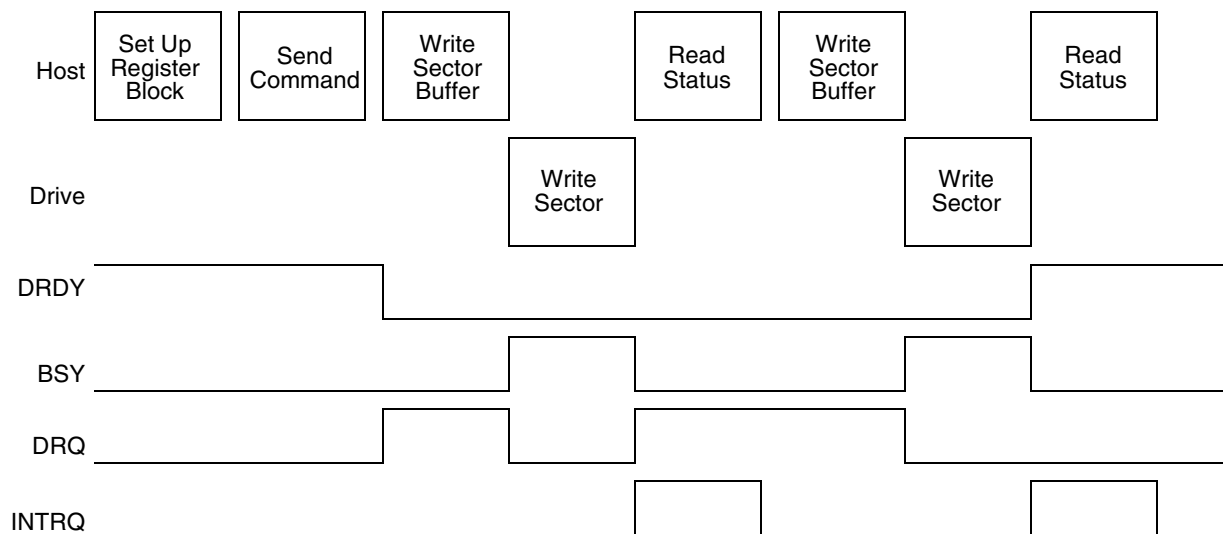 Host
Set Up
Register
Block
Send
Command
Write
Sector
Buffer
Read
Status
Write
Sector
Buffer
Read
Status
Drive
Write
Sector
Write
Sector
DRDY
BSY
DRQ
INTRQ